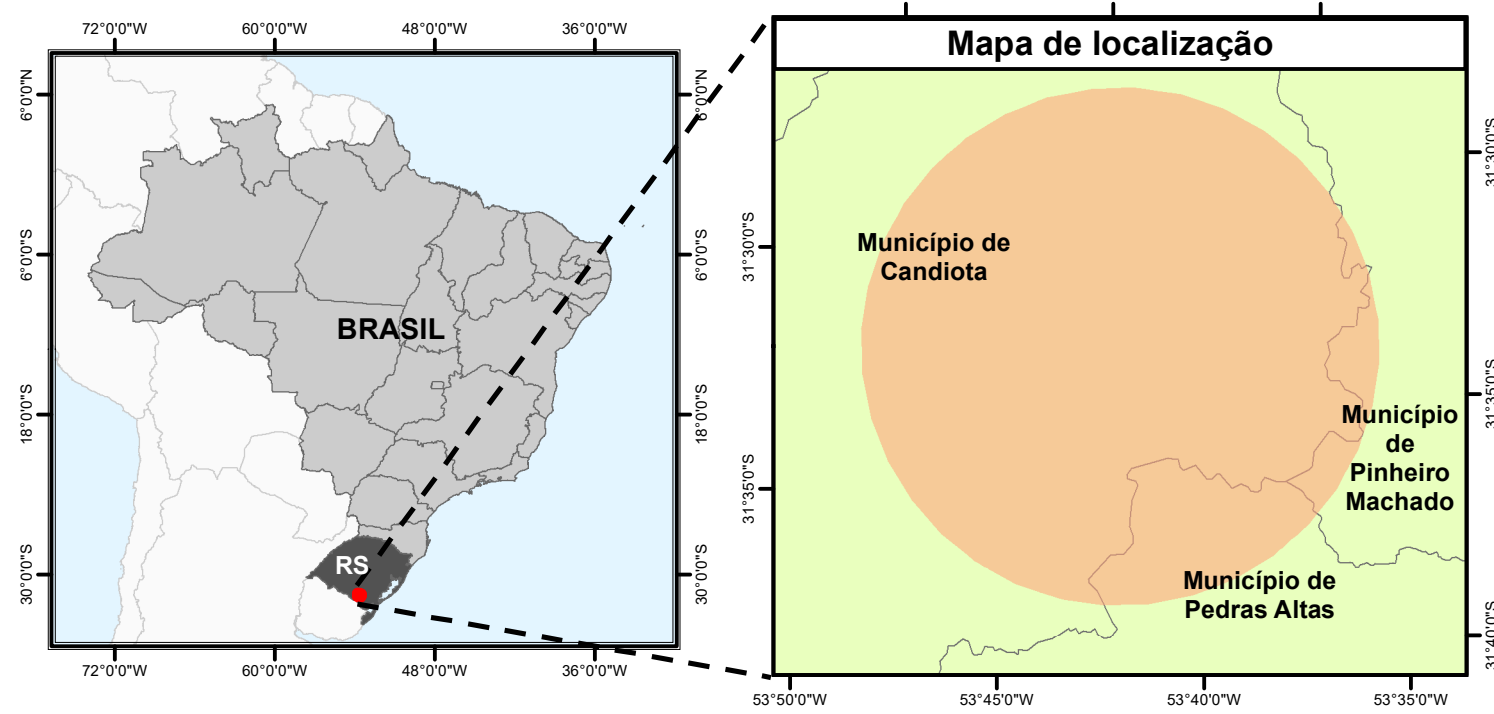 72°0'0"W
60°0'0"W
48°0'0"W
36°0'0"W
6°0'0"N
6°0'0"S
18°0'0"S
30°0'0"S
6°0'0"N
6°0'0"S
18°0'0"S
30°0'0"S
BRASIL
RS
72°0'0"W
60°0'0"W
48°0'0"W
36°0'0"W
Mapa de localização
31°30'0"S
31°35'0"S
31°30'0"S
31°35'0"S
31°40'0"S
Município de
Candiota
Município
de
Pinheiro
Machado
Município de
Pedras Altas
53°50'0"W
53°45'0"W
53°40'0"W
53°35'0"W